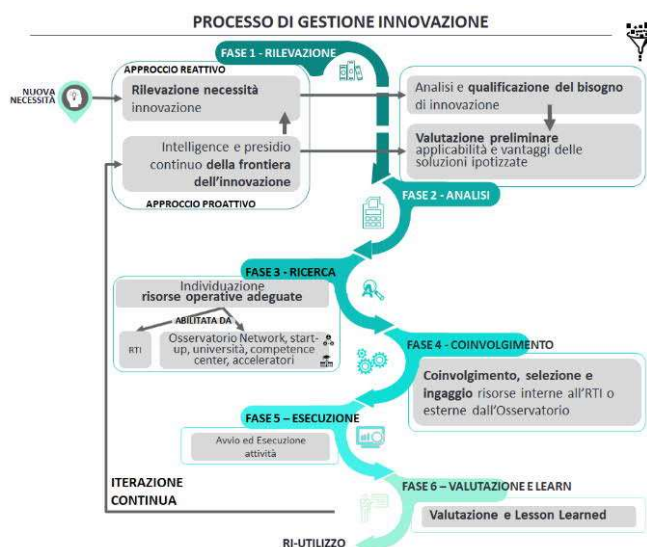 PROCESSO DI GESTIONE INNOVAZIONE
FASE 1 - RILEVAZIONE
APPROCCIO REATTIVO
NUOVA
NECESSITÀ
Rilevazione necessità
innovazione
Intelligence e presidio
continuo della frontiera
dell'innovazione
APPROCCIO PROATTIVO
Analisi e qualificazione del bisogno
di innovazione
Valutazione preliminare
applicabilità e vantaggi delle
soluzioni ipotizzate
FASE 2 - ANALISI
FASE 3 - RICERCA
Individuazione
risorse operative adeguate
ABILITATA DA
RTI
Osservatorio Network, start-
up, università, competence
center, acceleratori
FASE 4 - COINVOLGIMENTO
Coinvolgimento, selezione e
ingaggio risorse interne all'RTI o
esterne dall'Osservatorio
FASE 5 – ESECUZIONE
Avvio ed Esecuzione
attività
FASE 6 – VALUTAZIONE E LEARN
Valutazione e Lesson Learned
ITERAZIONE
CONTINUA
RI-UTILIZZO